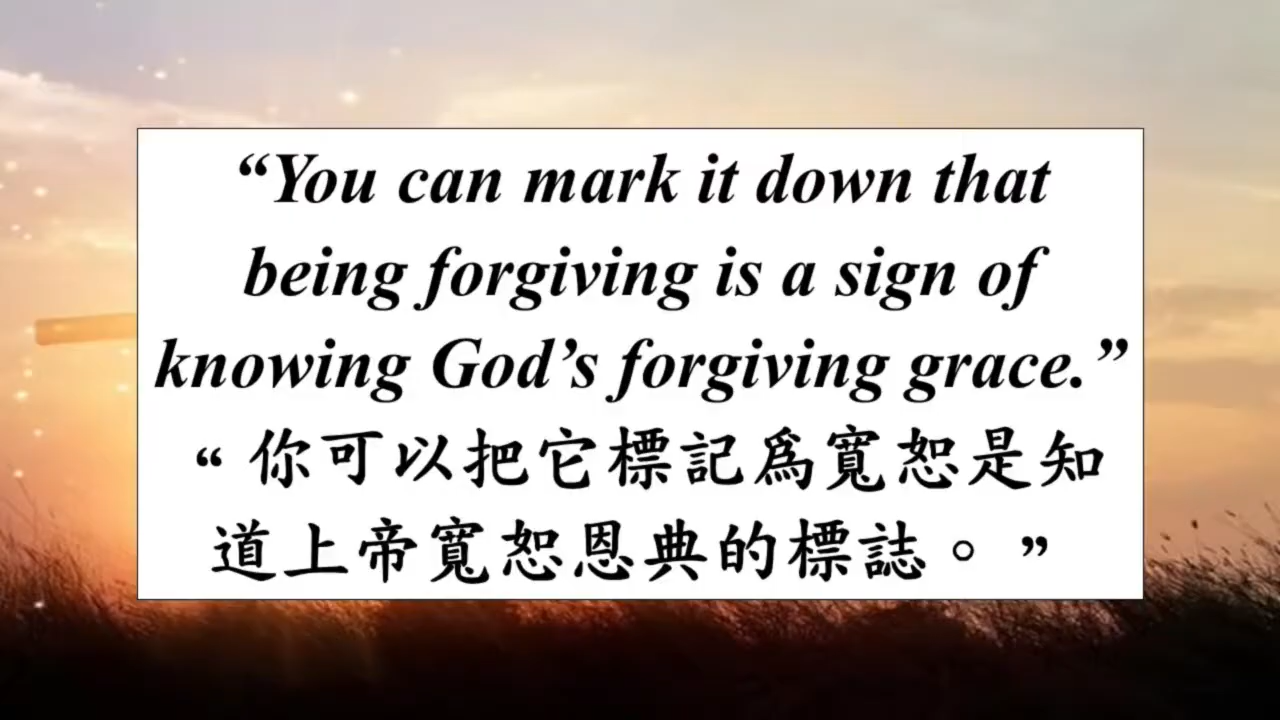 “You can mark it down that
being forgiving is a sign of
knowing God’s forgiving grace.”
“ 你可以把它標記爲寬恕是知
道上帝寬恕恩典的標誌。 ”